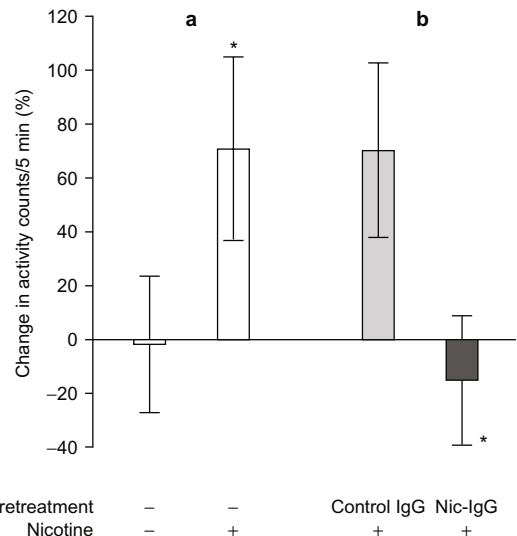 a b
120
100
80
60
40
20
0
−20
−40
Change in activity counts/5 min (%)
*
*
retreatment − − Control IgG Nic-IgG
Nicotine − + + +